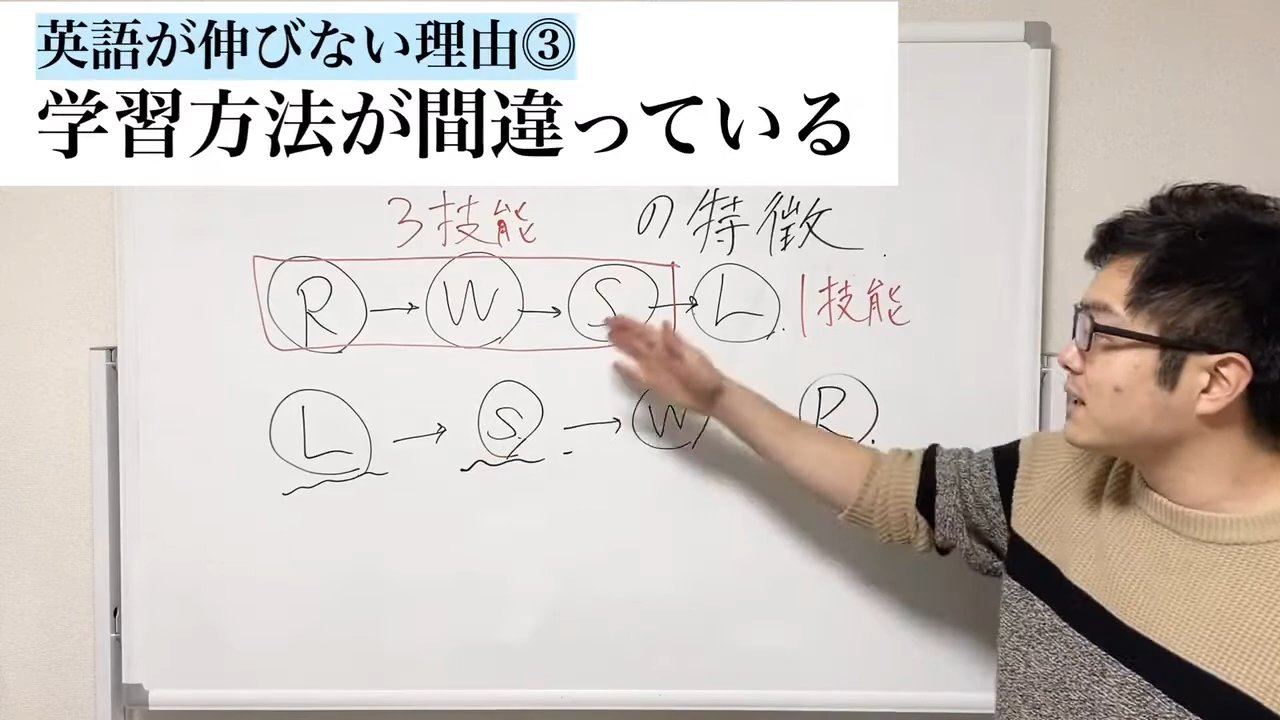 英語が伸びない理由③
学習方法が間違っている
3技能 の特徴.
R→W→S→L. 1技能
L→S.→W R.